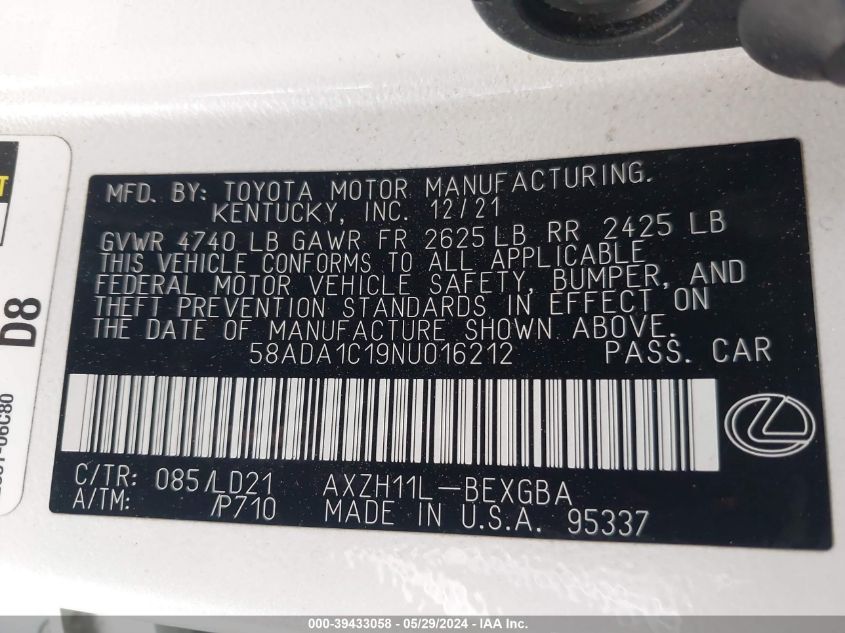 MFD. BY: TOYOTA MOTOR MANUFACTURING.
KENTUCKY, INC. 12/21
GVWR 4740 LB GAWR FR 2625 LB RR 2425 LB
THIS VEHICLE CONFORMS TO ALL APPLICABLE
FEDERAL MOTOR VEHICLE SAFETY, BUMPER, AND
THEFT PREVENTION STANDARDS IN EFFECT ON
THE DATE OF MANUFACTURE SHOWN ABOVE.
58ADA1C19NU016212 PASS. CAR
C/TR: 085/LD21 AXZH11L-BEXGBA
A/TM: /P710 MADE IN U.S.A. 95337
D8
000-39433058 - 05/29/2024 - IAA Inc.